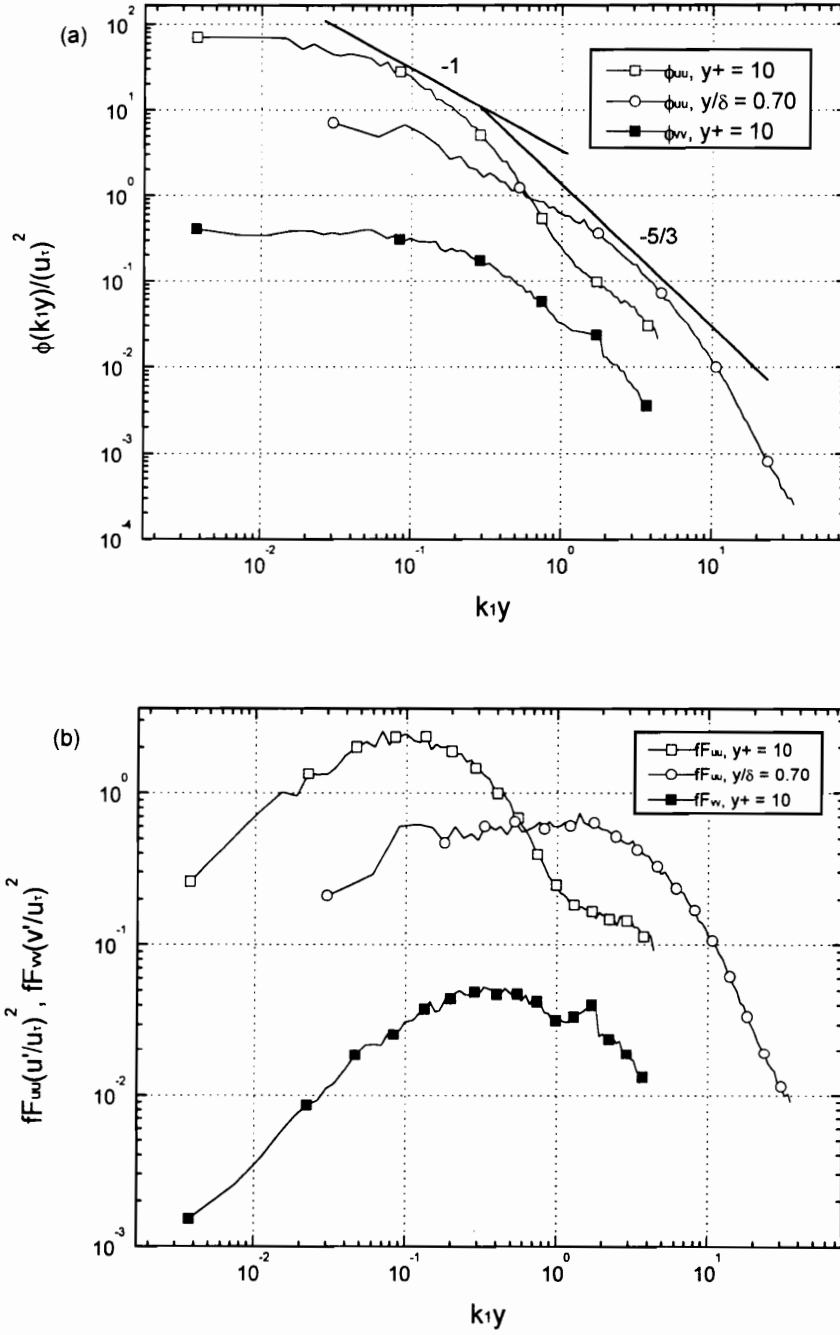 (a)
10²
10¹
10⁰
10⁻¹
10⁻²
10⁻³
10⁻⁴
ϕ(k₁y)/(uτ)²
-1
-5/3
ϕuu, y+ = 10
ϕuu, y/δ = 0.70
ϕvv, y+ = 10
10⁻² 10⁻¹ 10⁰ 10¹
k₁y
(b)
10⁰
10⁻¹
10⁻²
10⁻³
fFuu(u'/uτ)² , fFvv(v'/uτ)²
fFuu, y+ = 10
fFuu, y/δ = 0.70
fFvv, y+ = 10
10⁻² 10⁻¹ 10⁰ 10¹
k₁y